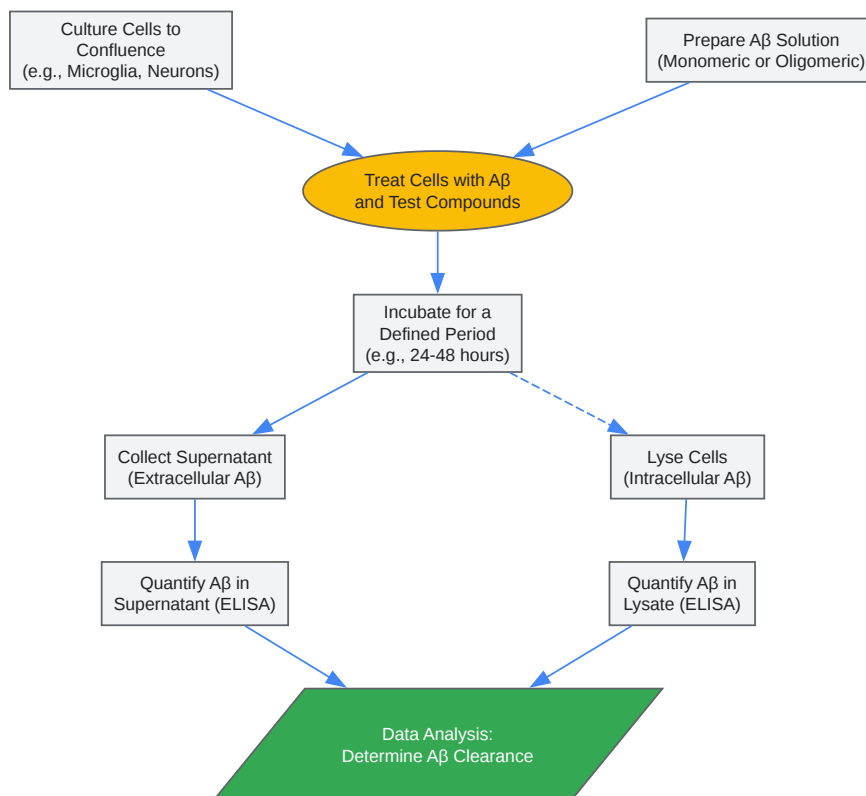 Culture Cells to
Confluence
(e.g., Microglia, Neurons)
Prepare Aβ Solution
(Monomeric or Oligomeric)
Treat Cells with Aβ
and Test Compounds
Incubate for a
Defined Period
(e.g., 24-48 hours)
Collect Supernatant
(Extracellular Aβ)
Lyse Cells
(Intracellular Aβ)
Quantify Aβ in
Supernatant (ELISA)
Quantify Aβ in
Lysate (ELISA)
Data Analysis:
Determine Aβ Clearance